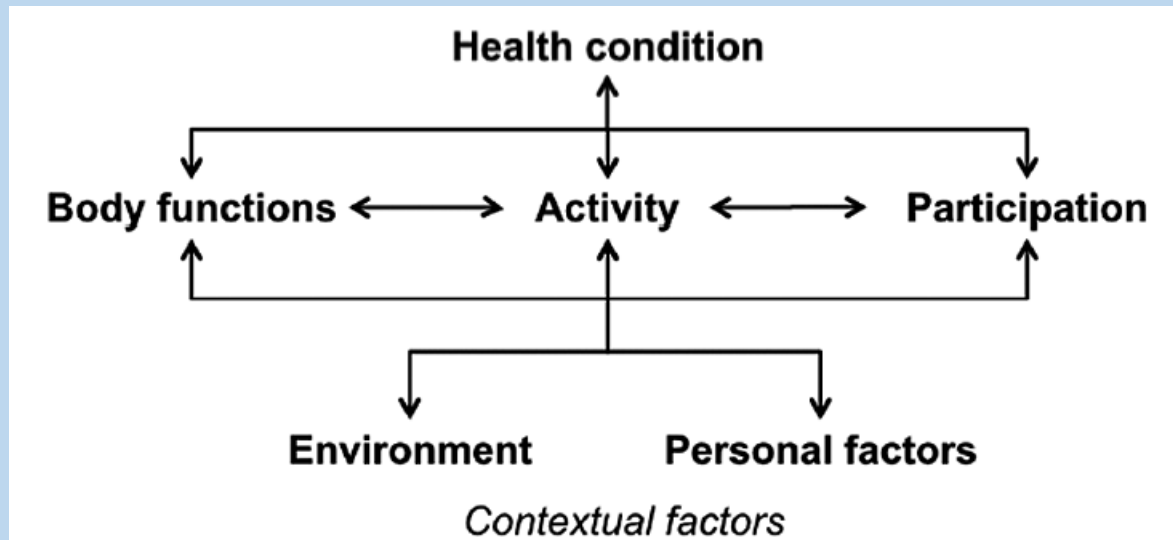 Health condition
Body functions Activity Participation
Environment Personal factors
Contextual factors